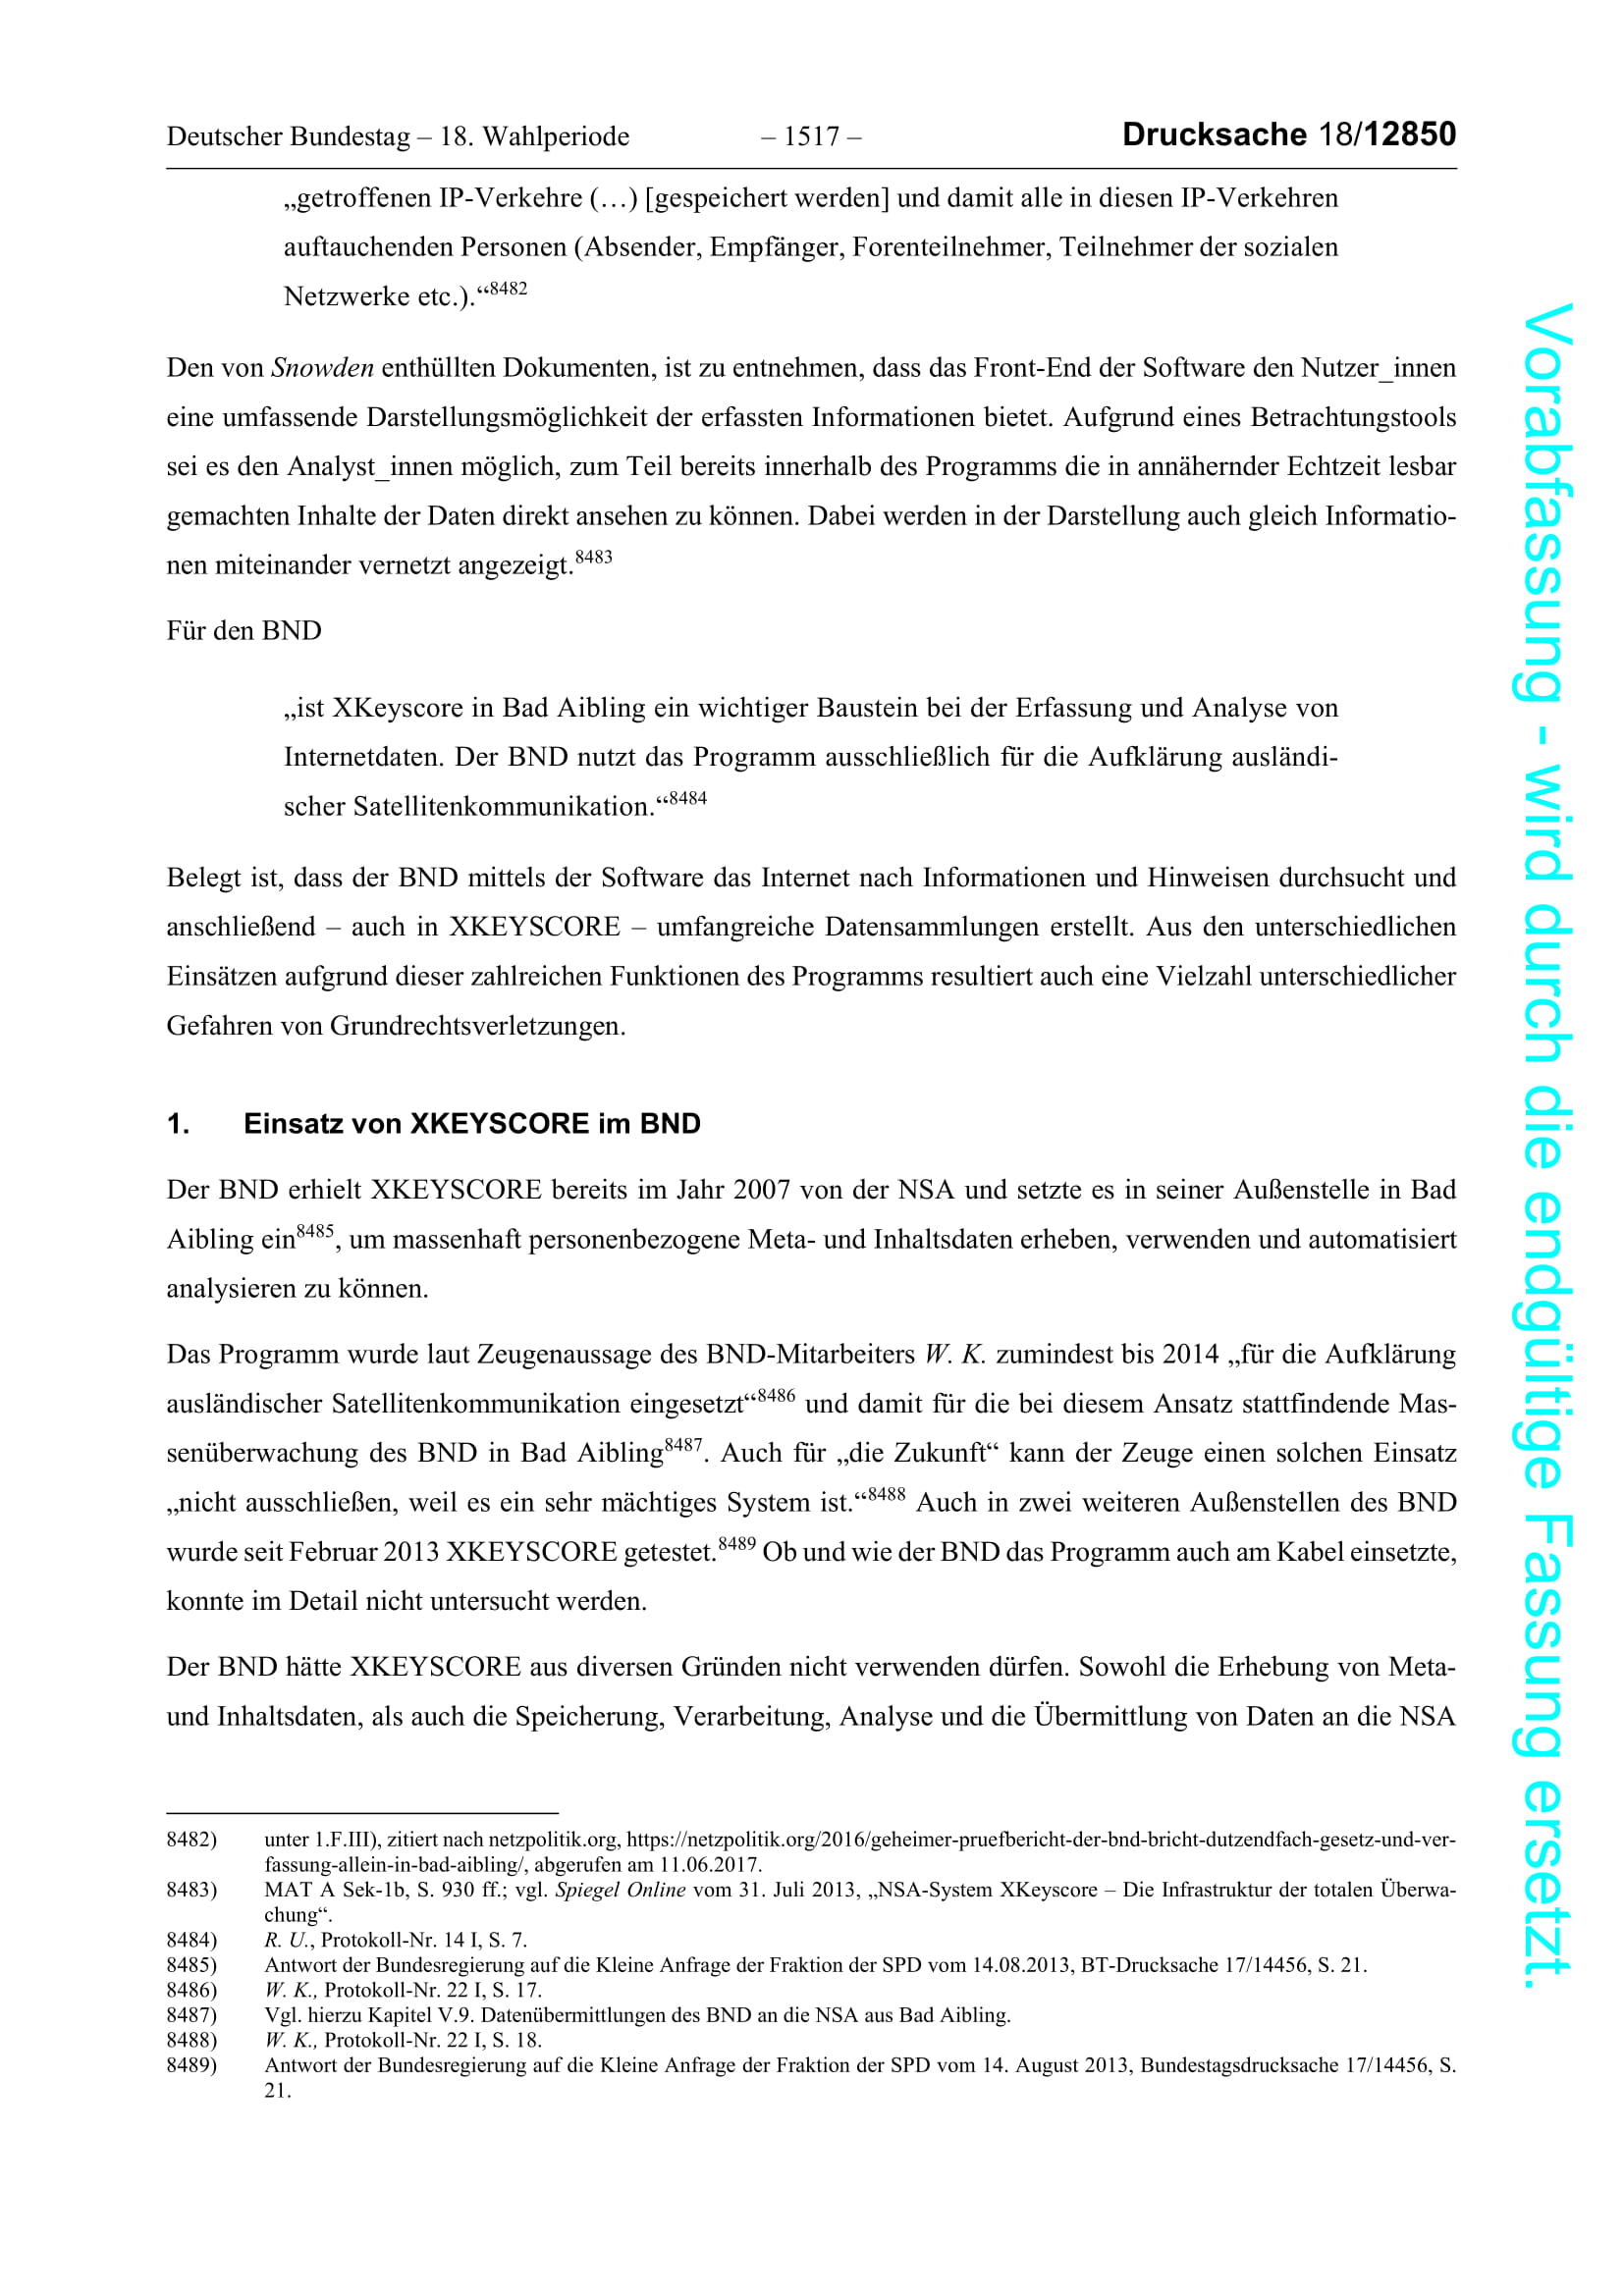 Deutscher Bundestag – 18. Wahlperiode – 1517 – Drucksache 18/12850
„getroffenen IP-Verkehre (…) [gespeichert werden] und damit alle in diesen IP-Verkehren
auftauchenden Personen (Absender, Empfänger, Forenteilnehmer, Teilnehmer der sozialen
Netzwerke etc.).“8482
Den von Snowden enthüllten Dokumenten, ist zu entnehmen, dass das Front-End der Software den Nutzer_innen
eine umfassende Darstellungsmöglichkeit der erfassten Informationen bietet. Aufgrund eines Betrachtungstools
sei es den Analyst_innen möglich, zum Teil bereits innerhalb des Programms die in annähernder Echtzeit lesbar
gemachten Inhalte der Daten direkt ansehen zu können. Dabei werden in der Darstellung auch gleich Informatio-
nen miteinander vernetzt angezeigt.8483
Für den BND
„ist XKeyscore in Bad Aibling ein wichtiger Baustein bei der Erfassung und Analyse von
Internetdaten. Der BND nutzt das Programm ausschließlich für die Aufklärung ausländi-
scher Satellitenkommunikation.“8484
Belegt ist, dass der BND mittels der Software das Internet nach Informationen und Hinweisen durchsucht und
anschließend – auch in XKEYSCORE – umfangreiche Datensammlungen erstellt. Aus den unterschiedlichen
Einsätzen aufgrund dieser zahlreichen Funktionen des Programms resultiert auch eine Vielzahl unterschiedlicher
Gefahren von Grundrechtsverletzungen.
1. Einsatz von XKEYSCORE im BND
Der BND erhielt XKEYSCORE bereits im Jahr 2007 von der NSA und setzte es in seiner Außenstelle in Bad
Aibling ein8485, um massenhaft personenbezogene Meta- und Inhaltsdaten erheben, verwenden und automatisiert
analysieren zu können.
Das Programm wurde laut Zeugenaussage des BND-Mitarbeiters W. K. zumindest bis 2014 „für die Aufklärung
ausländischer Satellitenkommunikation eingesetzt“8486 und damit für die bei diesem Ansatz stattfindende Mas-
senüberwachung des BND in Bad Aibling8487. Auch für „die Zukunft“ kann der Zeuge einen solchen Einsatz
„nicht ausschließen, weil es ein sehr mächtiges System ist.“8488 Auch in zwei weiteren Außenstellen des BND
wurde seit Februar 2013 XKEYSCORE getestet.8489 Ob und wie der BND das Programm auch am Kabel einsetzte,
konnte im Detail nicht untersucht werden.
Der BND hätte XKEYSCORE aus diversen Gründen nicht verwenden dürfen. Sowohl die Erhebung von Meta-
und Inhaltsdaten, als auch die Speicherung, Verarbeitung, Analyse und die Übermittlung von Daten an die NSA
8482) unter 1.F.III), zitiert nach netzpolitik.org, https://netzpolitik.org/2016/geheimer-pruefbericht-der-bnd-bricht-dutzendfach-gesetz-und-ver-
fassung-allein-in-bad-aibling/, abgerufen am 11.06.2017.
8483) MAT A Sek-1b, S. 930 ff.; vgl. Spiegel Online vom 31. Juli 2013, „NSA-System XKeyscore – Die Infrastruktur der totalen Überwa-
chung“.
8484) R. U., Protokoll-Nr. 14 I, S. 7.
8485) Antwort der Bundesregierung auf die Kleine Anfrage der Fraktion der SPD vom 14.08.2013, BT-Drucksache 17/14456, S. 21.
8486) W. K., Protokoll-Nr. 22 I, S. 17.
8487) Vgl. hierzu Kapitel V.9. Datenübermittlungen des BND an die NSA aus Bad Aibling.
8488) W. K., Protokoll-Nr. 22 I, S. 18.
8489) Antwort der Bundesregierung auf die Kleine Anfrage der Fraktion der SPD vom 14. August 2013, Bundestagsdrucksache 17/14456, S.
21.
Vorabfassung - wird durch die endgültige Fassung ersetzt.